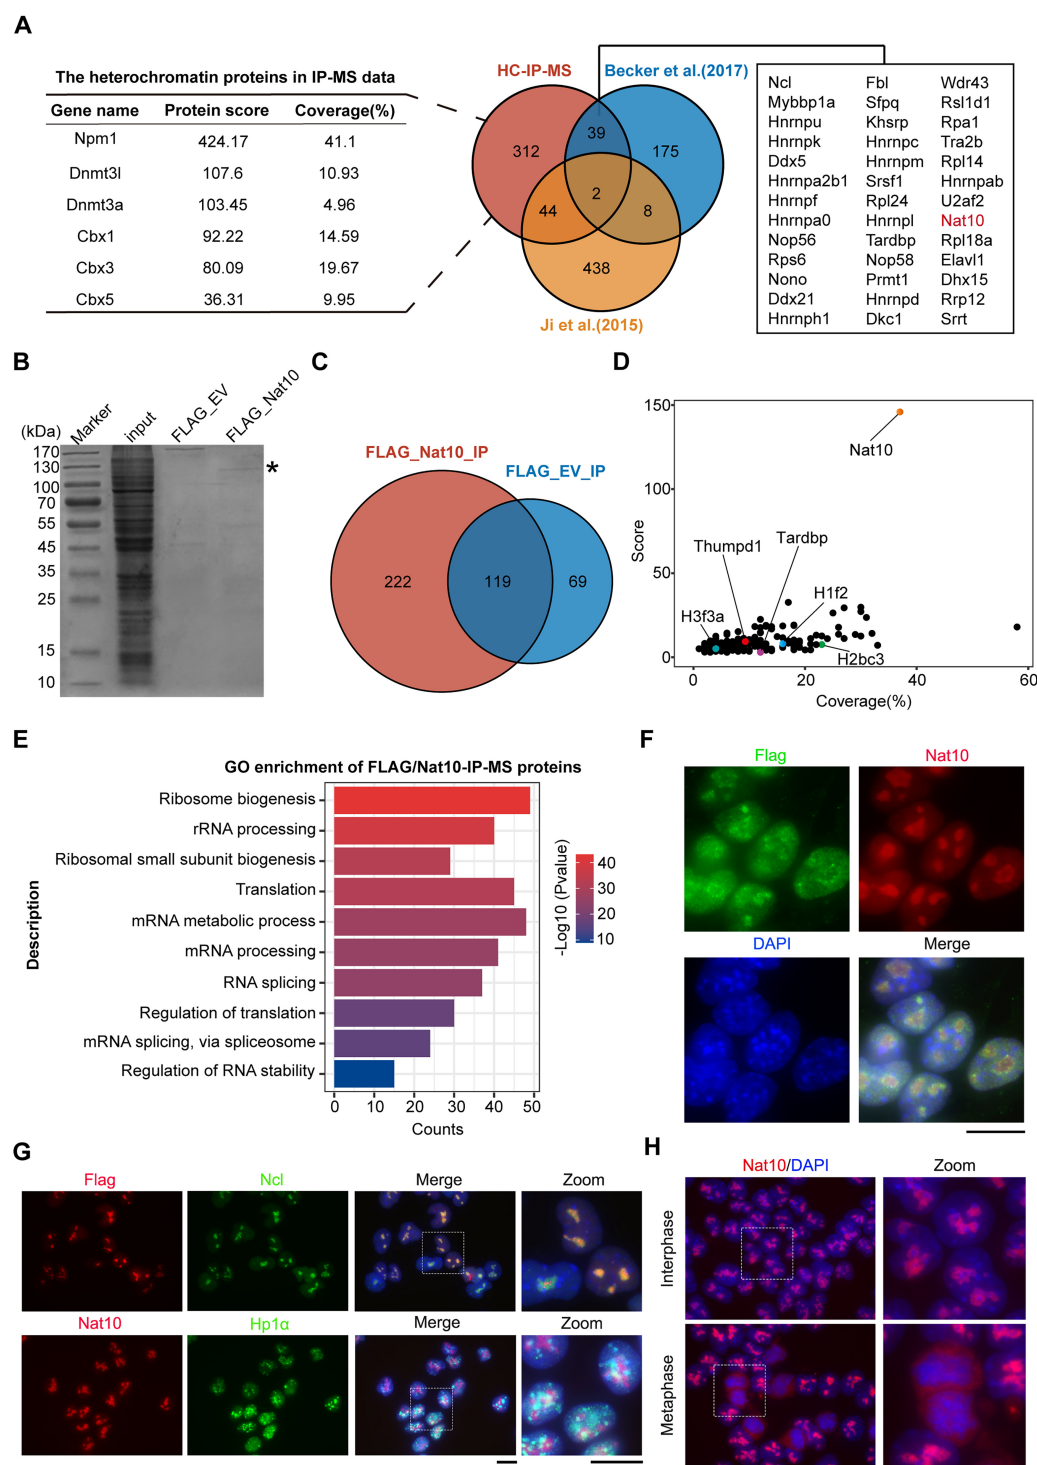 A
The heterochromatin proteins in IP-MS data
Gene name Protein score Coverage(%)
Npm1 424.17 41.1
Dnmt3l 107.6 10.93
Dnmt3a 103.45 4.96
Cbx1 92.22 14.59
Cbx3 80.09 19.67
Cbx5 36.31 9.95
HC-IP-MS
Becker et al.(2017)
312
39
175
2
44
8
438
Ji et al.(2015)
Ncl Fbl Wdr43
Mybbp1a Sfpq Rsl1d1
Hnrnpu Khsrp Rpa1
Hnrnpk Hnrnpc Tra2b
Ddx5 Hnrnpm Rpl14
Hnrnpa2b1 Srsf1 Hnrnpab
Hnrnpf Rpl24 U2af2
Hnrnpa0 Hnrnpl Nat10
Nop56 Tardbp Rpl18a
Rps6 Nop58 Elavl1
Nono Prmt1 Dhx15
Ddx21 Hnrnpd Rrp12
Hnrnph1 Dkc1 Srrt
B
(kDa)
Marker
input
FLAG_EV
FLAG_Nat10
170
130
100
70
55
45
35
25
15
10
*
C
FLAG_Nat10_IP
FLAG_EV_IP
222
119
69
D
Score
150
100
50
0
Nat10
Thumpd1
Tardbp
H3f3a
H1f2
H2bc3
0 20 40 60
Coverage(%)
E
GO enrichment of FLAG/Nat10-IP-MS proteins
Description
Ribosome biogenesis
rRNA processing
Ribosomal small subunit biogenesis
Translation
mRNA metabolic process
mRNA processing
RNA splicing
Regulation of translation
mRNA splicing, via spliceosome
Regulation of RNA stability
0 10 20 30 40 50
Counts
-Log10 (Pvalue)
40
30
20
10
F
Flag
Nat10
DAPI
Merge
G
Flag
Ncl
Merge
Zoom
Nat10
Hp1α
Merge
Zoom
H
Nat10/DAPI
Zoom
Interphase
Metaphase